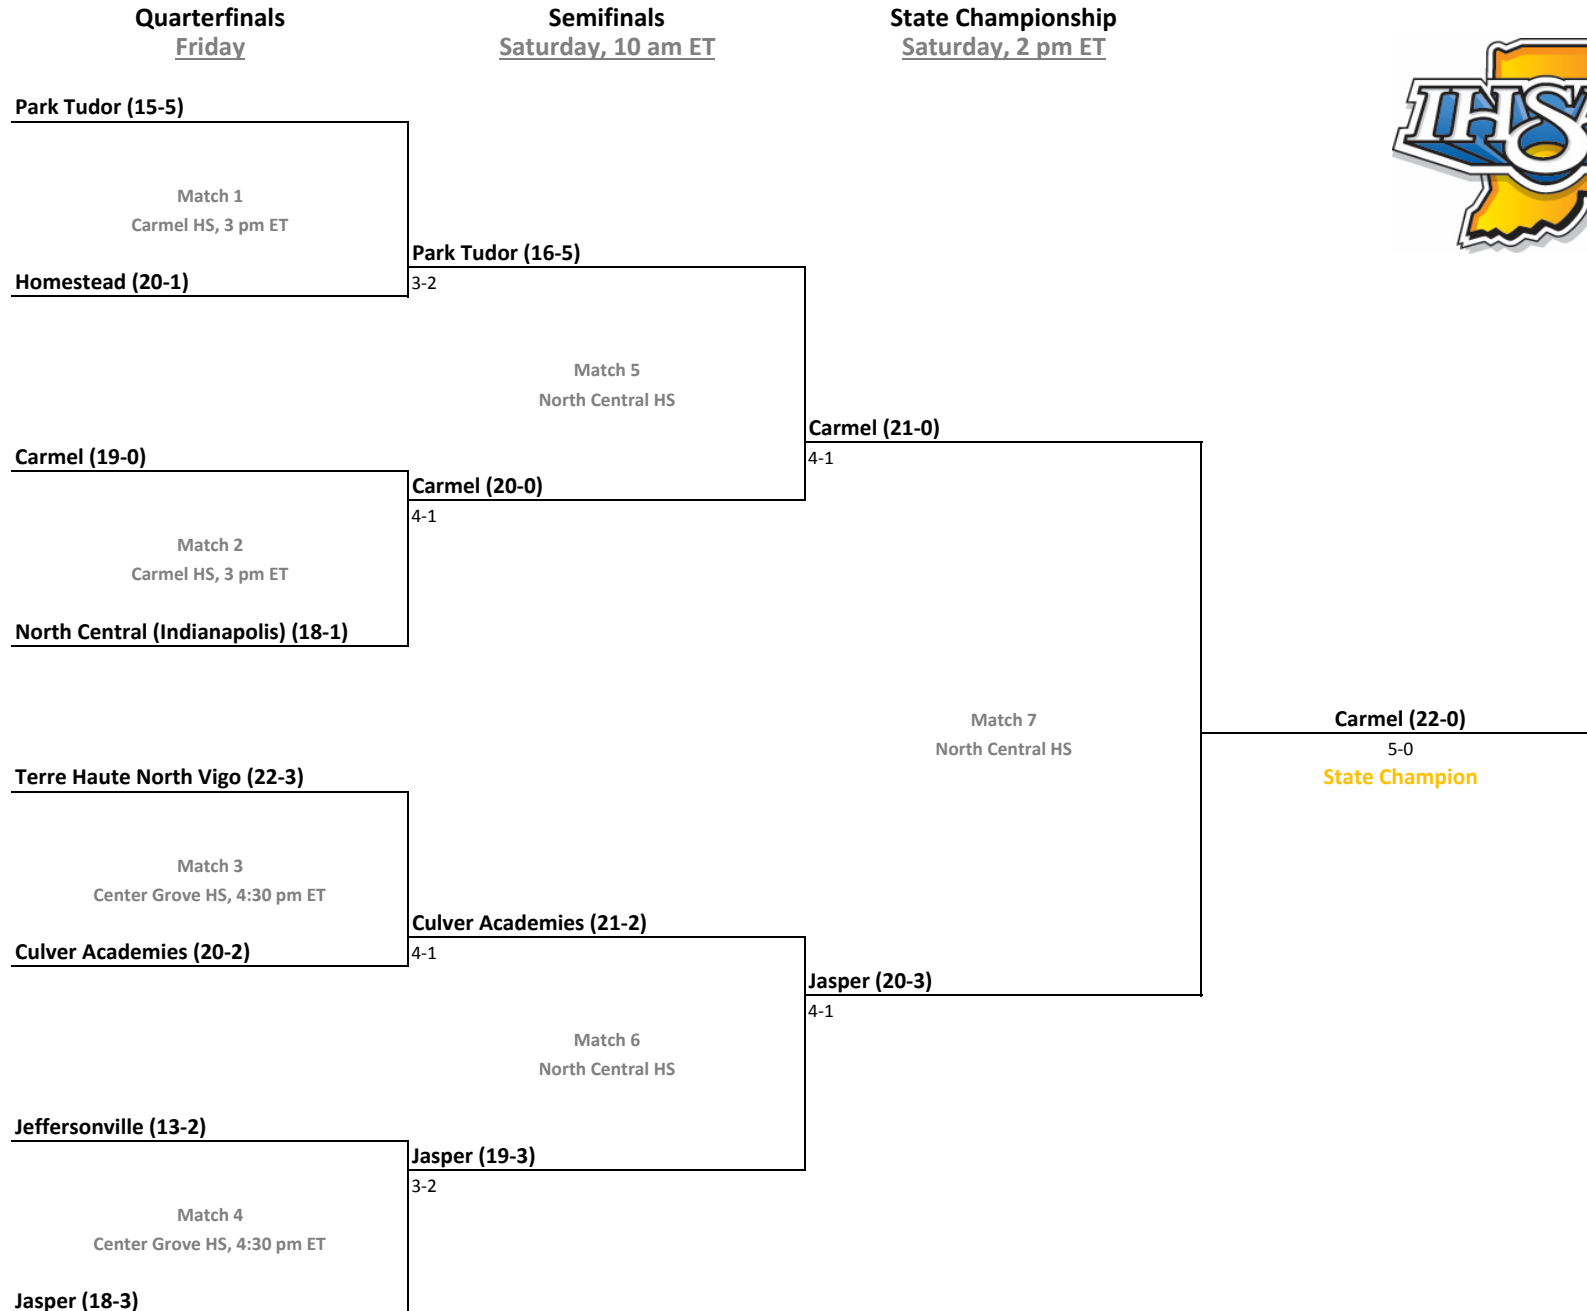 Quarterfinals
Friday
Semifinals
Saturday, 10 am ET
State Championship
Saturday, 2 pm ET
Park Tudor (15-5)
Match 1
Carmel HS, 3 pm ET
Homestead (20-1)
Park Tudor (16-5)
3-2
Match 5
North Central HS
Carmel (19-0)
Match 2
Carmel HS, 3 pm ET
North Central (Indianapolis) (18-1)
Carmel (20-0)
4-1
Carmel (21-0)
4-1
Match 7
North Central HS
Carmel (22-0)
5-0
State Champion
Terre Haute North Vigo (22-3)
Match 3
Center Grove HS, 4:30 pm ET
Culver Academies (20-2)
Culver Academies (21-2)
4-1
Match 6
North Central HS
Jasper (20-3)
4-1
Jeffersonville (13-2)
Match 4
Center Grove HS, 4:30 pm ET
Jasper (18-3)
Jasper (19-3)
3-2
IHS